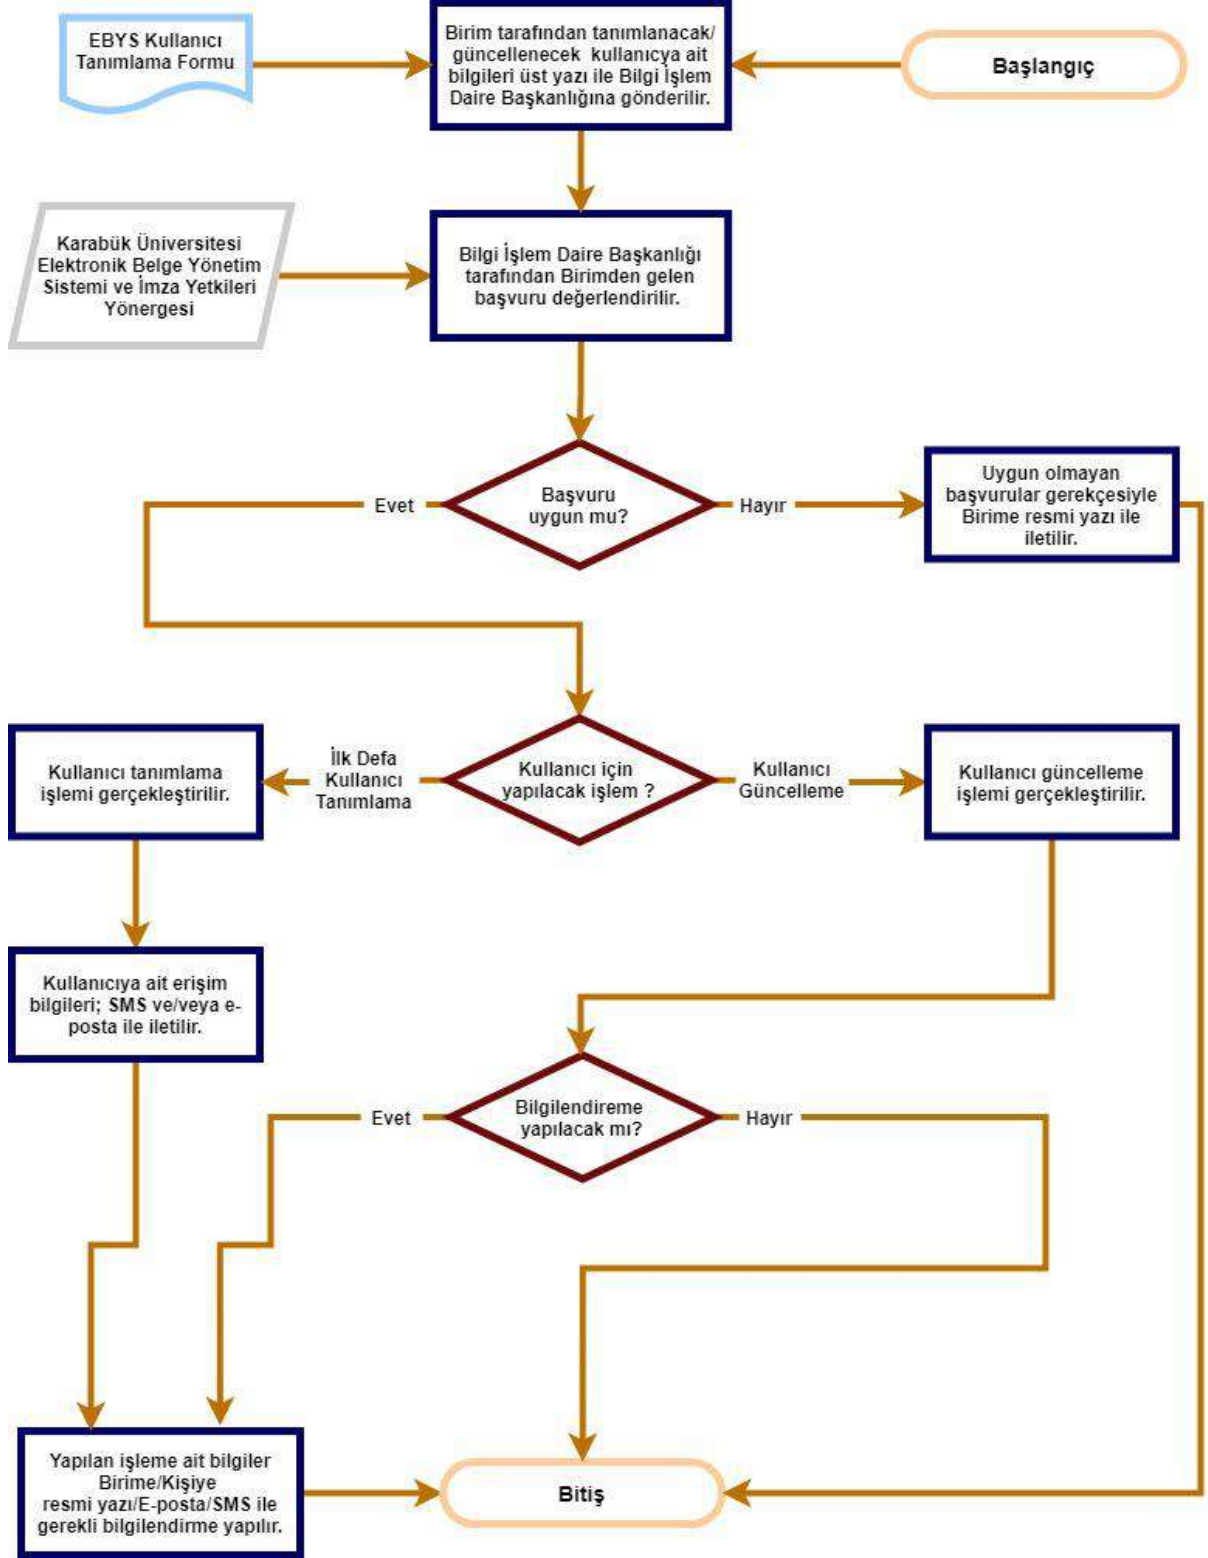 EBYS Kullanıcı
Tanımlama Formu
Birim tarafından tanımlanacak/
güncellenecek kullanıcya ait
bilgileri üst yazı ile Bilgi İşlem
Daire Başkanlığına gönderilir.
Başlangıç
Karabük Üniversitesi
Elektronik Belge Yönetim
Sistemi ve İmza Yetkileri
Yönergesi
Bilgi İşlem Daire Başkanlığı
tarafından Birimden gelen
başvuru değerlendirilir.
Evet
Başvuru
uygun mu?
Hayır
Uygun olmayan
başvurular gerekçesiyle
Birime resmi yazı ile
iletilir.
Kullanıcı tanımlama
işlemi gerçekleştirilir.
İlk Defa
Kullanıcı
Tanımlama
Kullanıcı için
yapılacak işlem ?
Kullanıcı
Güncelleme
Kullanıcı güncelleme
işlemi gerçekleştirilir.
Kullanıcıya ait erişim
bilgileri; SMS ve/veya e-
posta ile iletilir.
Evet
Bilgilendireme
yapılacak mı?
Hayır
Yapılan işleme ait bilgiler
Birime/Kişiye
resmi yazı/E-posta/SMS ile
gerekli bilgilendirme yapılır.
Bitiş